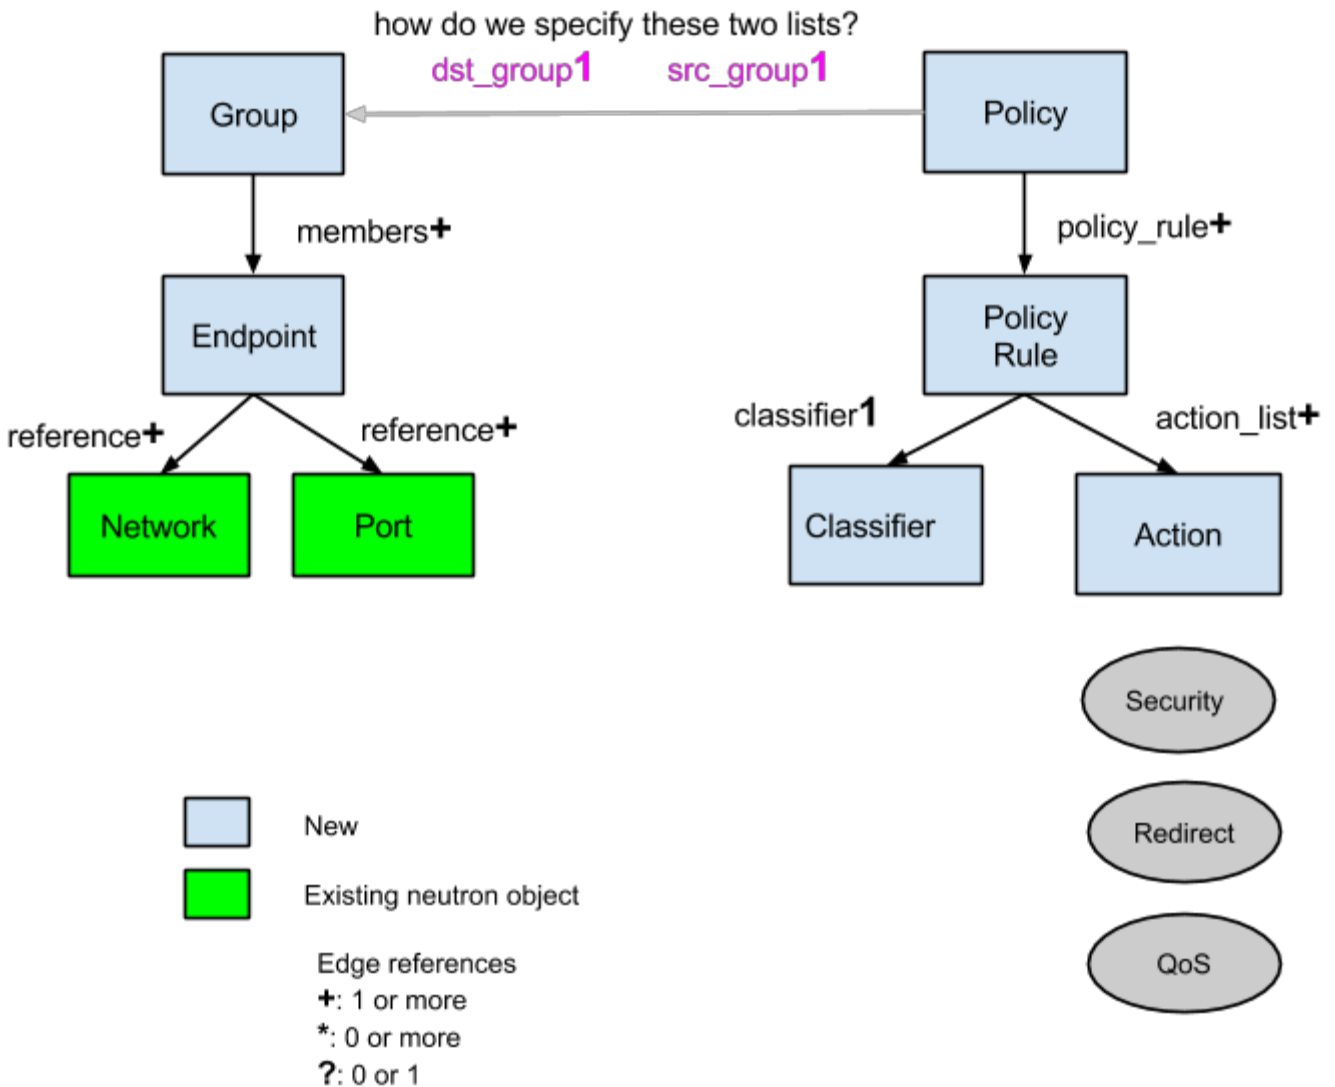 how do we specify these two lists?
dst_group1 src_group1
Group
Policy
members+
policy_rule+
Endpoint
Policy
Rule
reference+
reference+
classifier1
action_list+
Network
Port
Classifier
Action
Security
Redirect
QoS
New
Existing neutron object
Edge references
+: 1 or more
*: 0 or more
?: 0 or 1